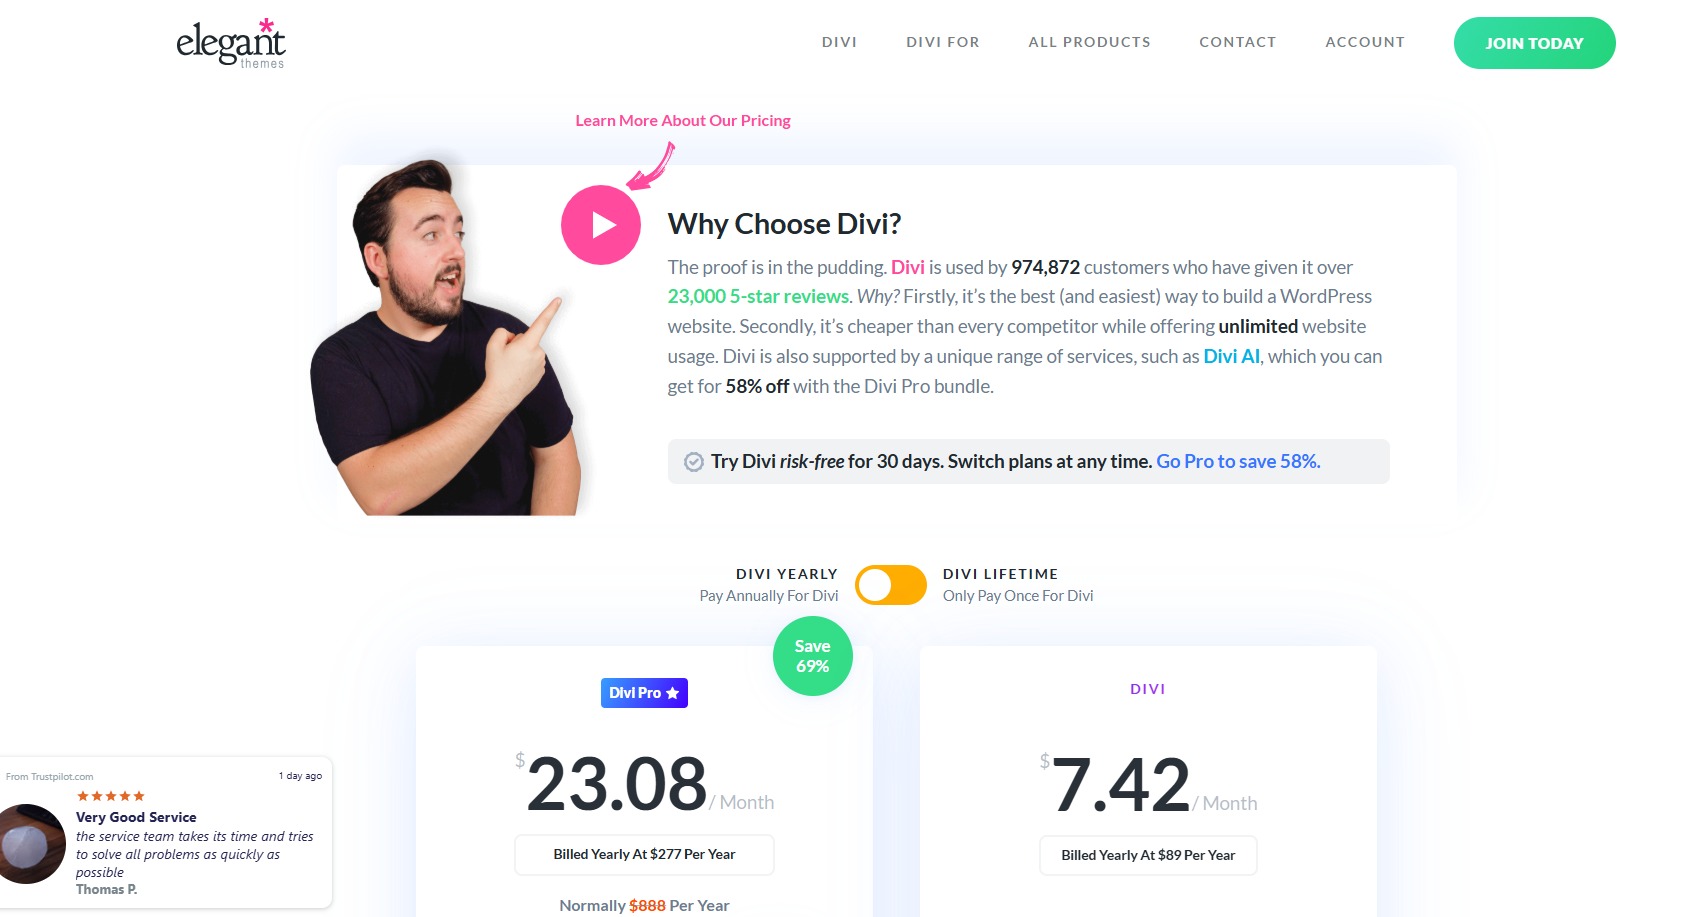 elegant
themes
DIVI
DIVI FOR
ALL PRODUCTS
CONTACT
ACCOUNT
JOIN TODAY
Learn More About Our Pricing
Why Choose Divi?
The proof is in the pudding. Divi is used by 974,872 customers who have given it over
23,000 5-star reviews. Why? Firstly, it’s the best (and easiest) way to build a WordPress
website. Secondly, it’s cheaper than every competitor while offering unlimited website
usage. Divi is also supported by a unique range of services, such as Divi AI, which you can
get for 58% off with the Divi Pro bundle.
Try Divi risk-free for 30 days. Switch plans at any time. Go Pro to save 58%.
DIVI YEARLY
Pay Annually For Divi
DIVI LIFETIME
Only Pay Once For Divi
Save
69%
Divi Pro
$23.08/ Month
Billed Yearly At $277 Per Year
Normally $888 Per Year
DIVI
$7.42/ Month
Billed Yearly At $89 Per Year
From Trustpilot.com
1 day ago
Very Good Service
the service team takes its time and tries
to solve all problems as quickly as
possible
Thomas P.